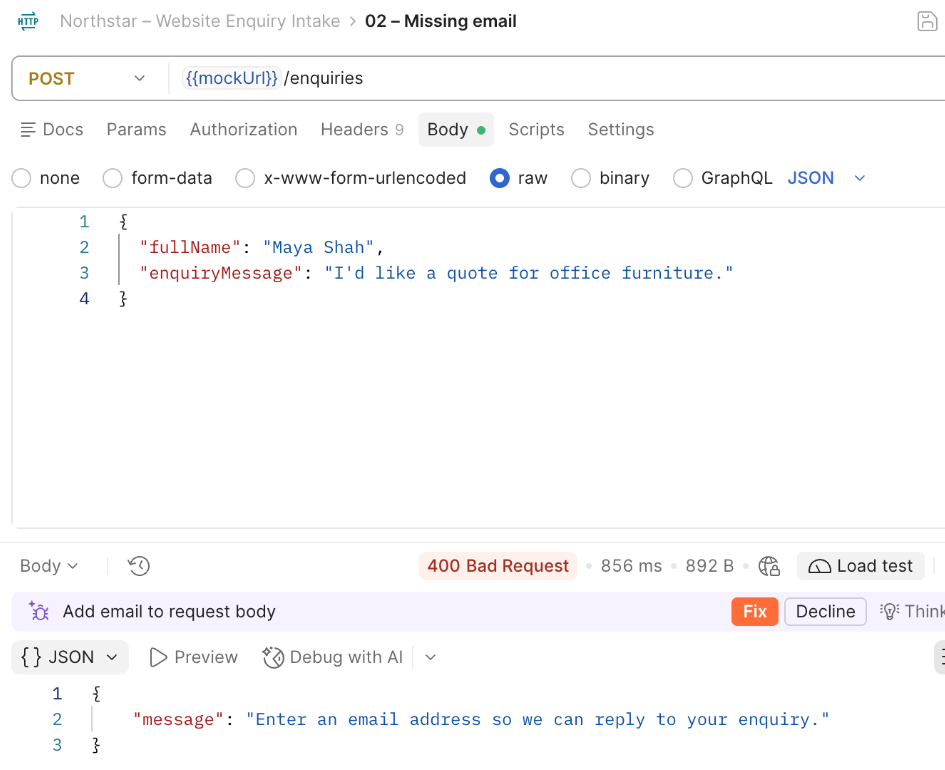 HTTP Northstar – Website Enquiry Intake > 02 – Missing email
POST {{mockUrl}} /enquiries
Docs Params Authorization Headers 9 Body Scripts Settings
none form-data x-www-form-urlencoded raw binary GraphQL JSON
1 {
2 "fullName": "Maya Shah",
3 "enquiryMessage": "I'd like a quote for office furniture."
4 }
Body 400 Bad Request • 856 ms • 892 B • Load test
Add email to request body Fix Decline Think
{} JSON Preview Debug with AI
1 {
2 "message": "Enter an email address so we can reply to your enquiry."
3 }